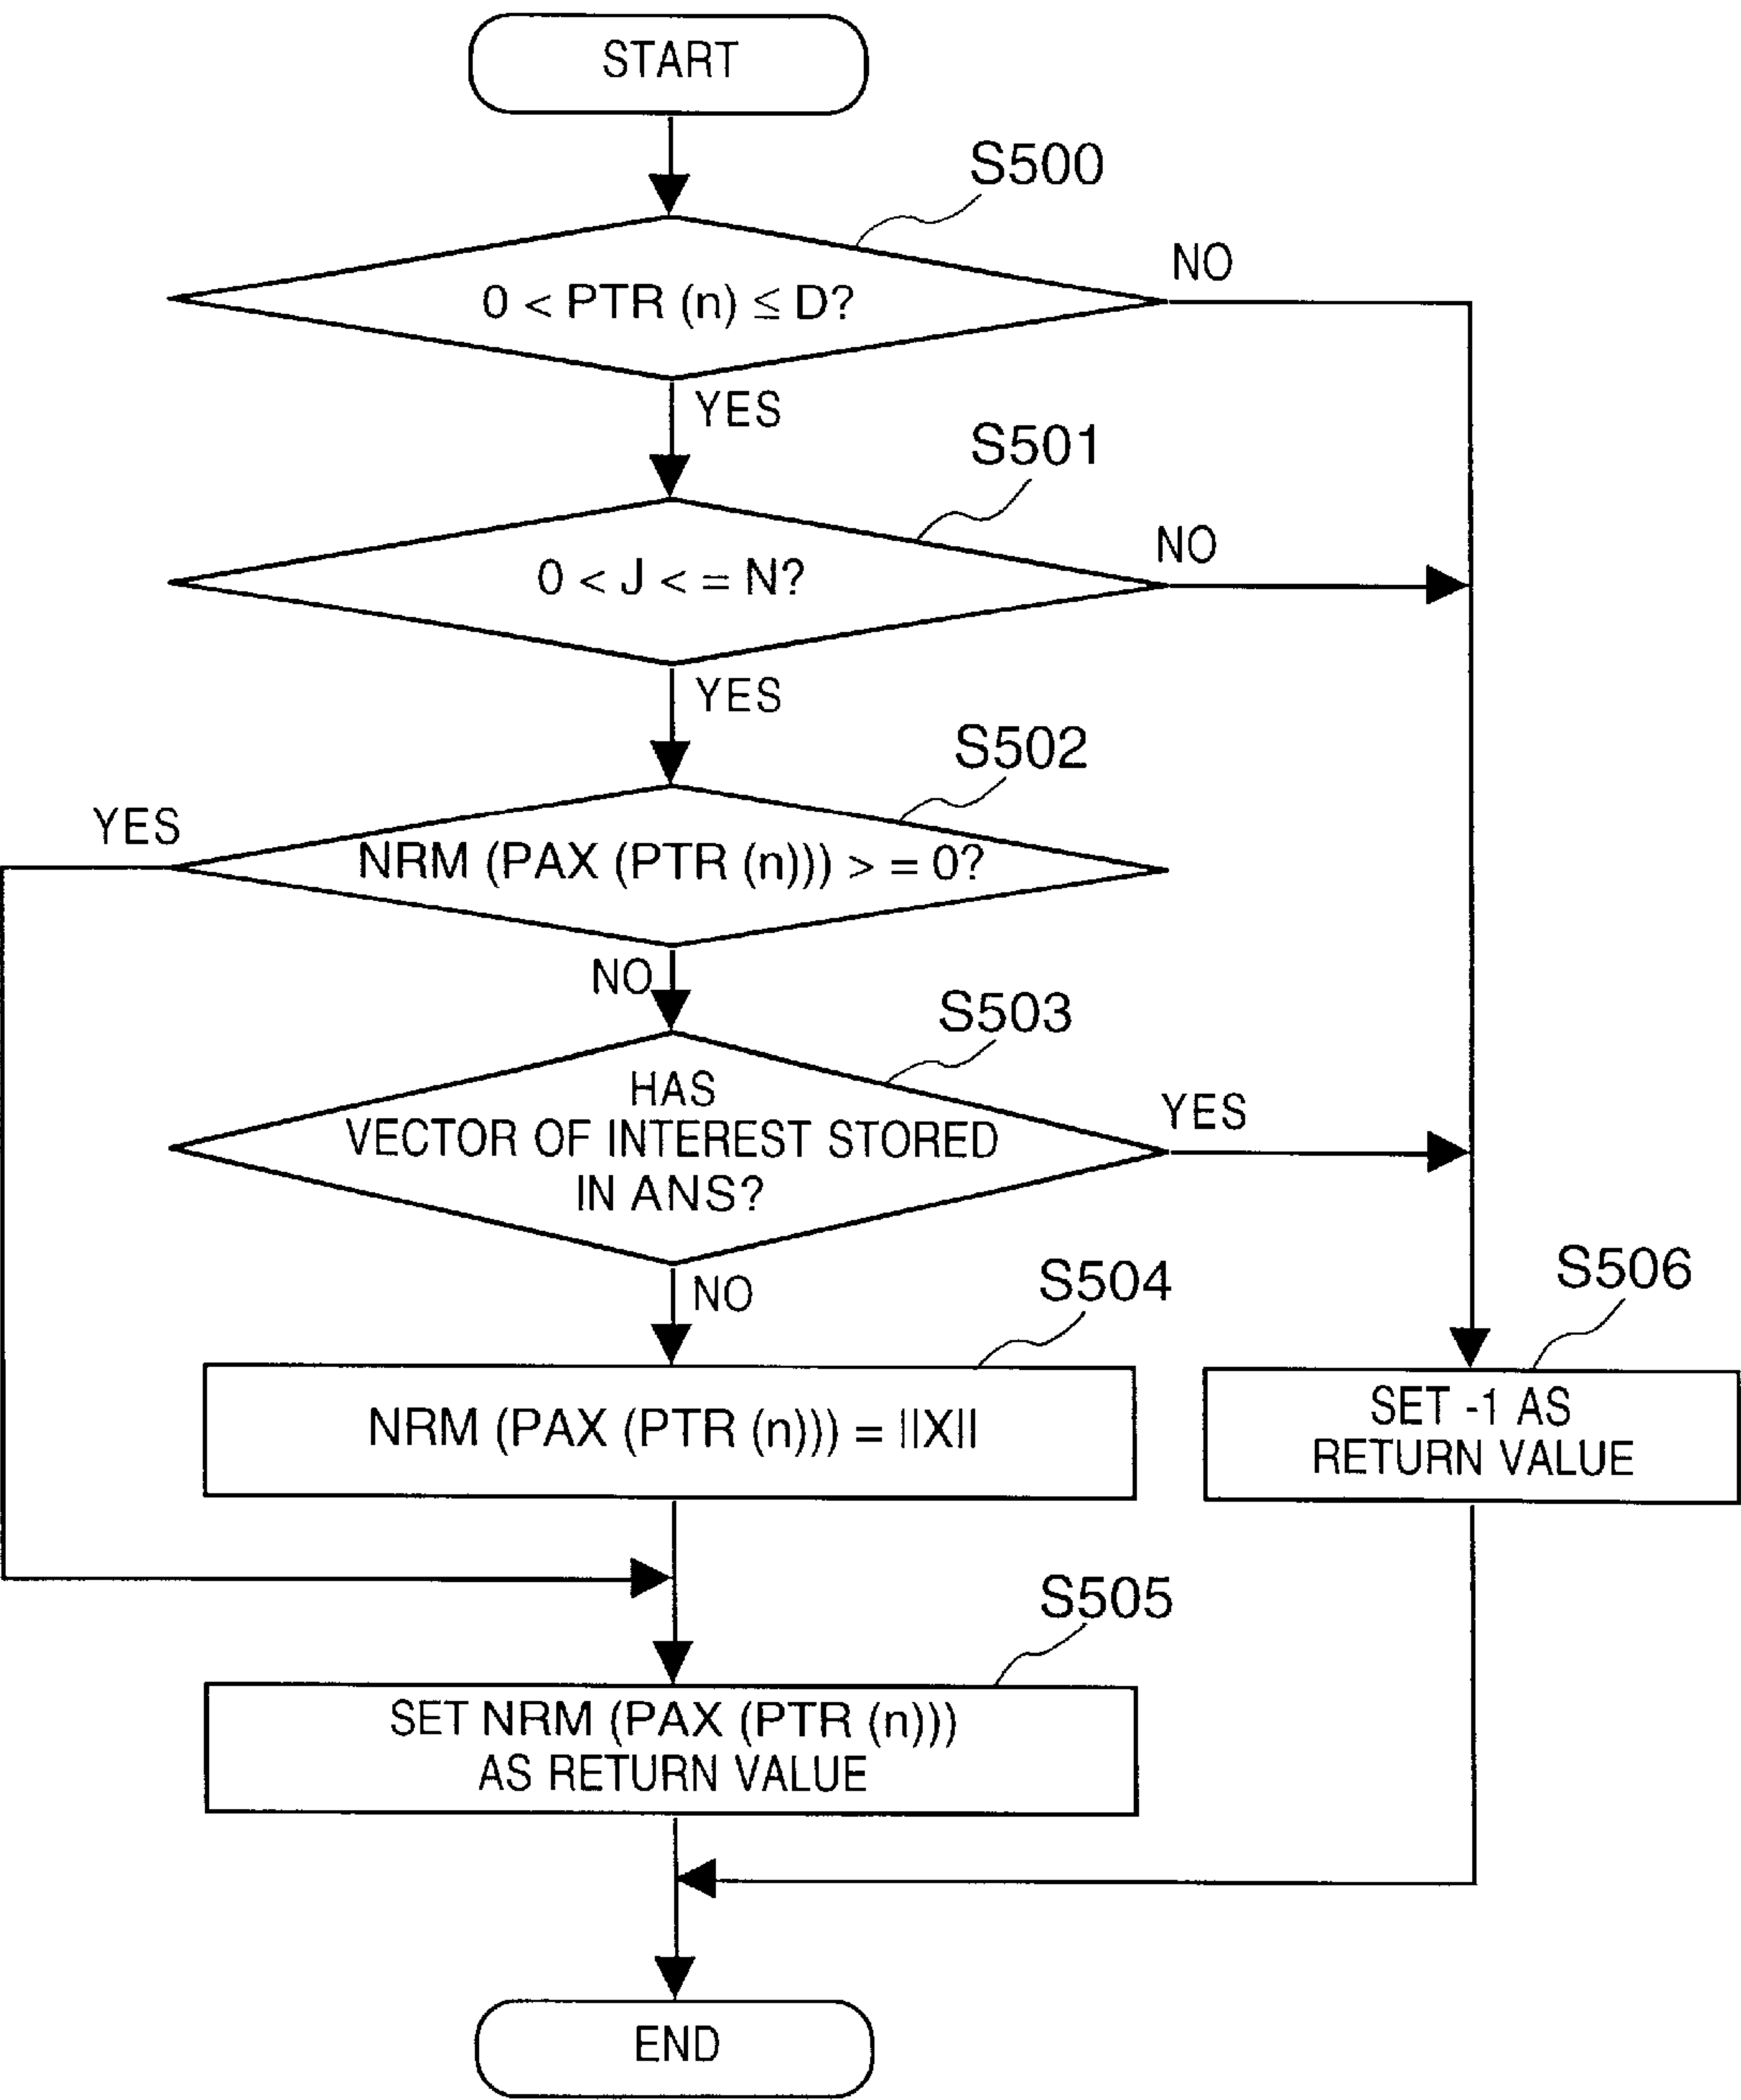 START
S500
0 < PTR (n) ≦ D?
NO
YES
S501
0 < J < = N?
NO
YES
S502
YES
NRM (PAX (PTR (n))) > = 0?
NO
S503
HAS
VECTOR OF INTEREST STORED
IN ANS?
YES
NO
S504
NRM (PAX (PTR (n))) = ||X||
S506
SET -1 AS
RETURN VALUE
S505
SET NRM (PAX (PTR (n)))
AS RETURN VALUE
END